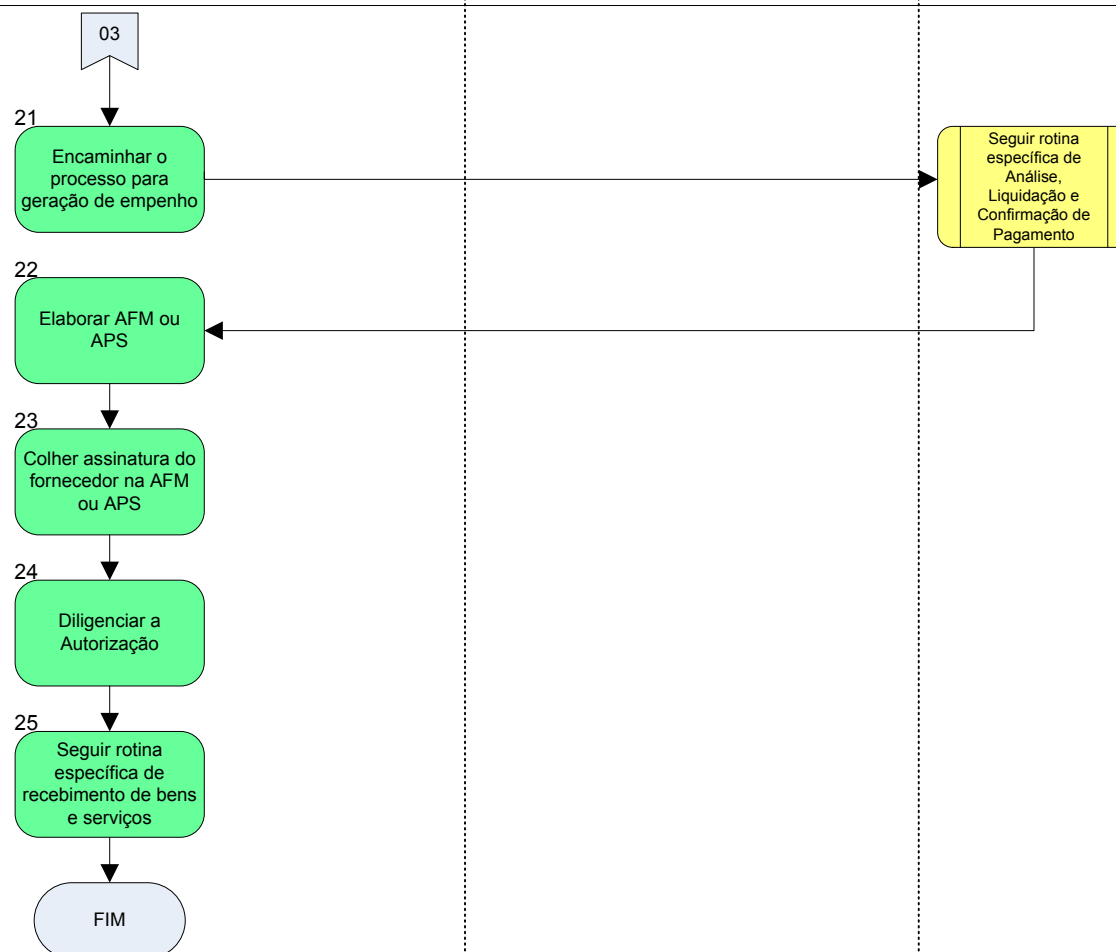 03
21
Encaminhar o
processo para
geração de empenho
Seguir rotina
específica de
Análise,
Liquidação e
Confirmação de
Pagamento
22
Elaborar AFM ou
APS
23
Colher assinatura do
fornecedor na AFM
ou APS
24
Diligenciar a
Autorização
25
Seguir rotina
específica de
recebimento de bens
e serviços
FIM